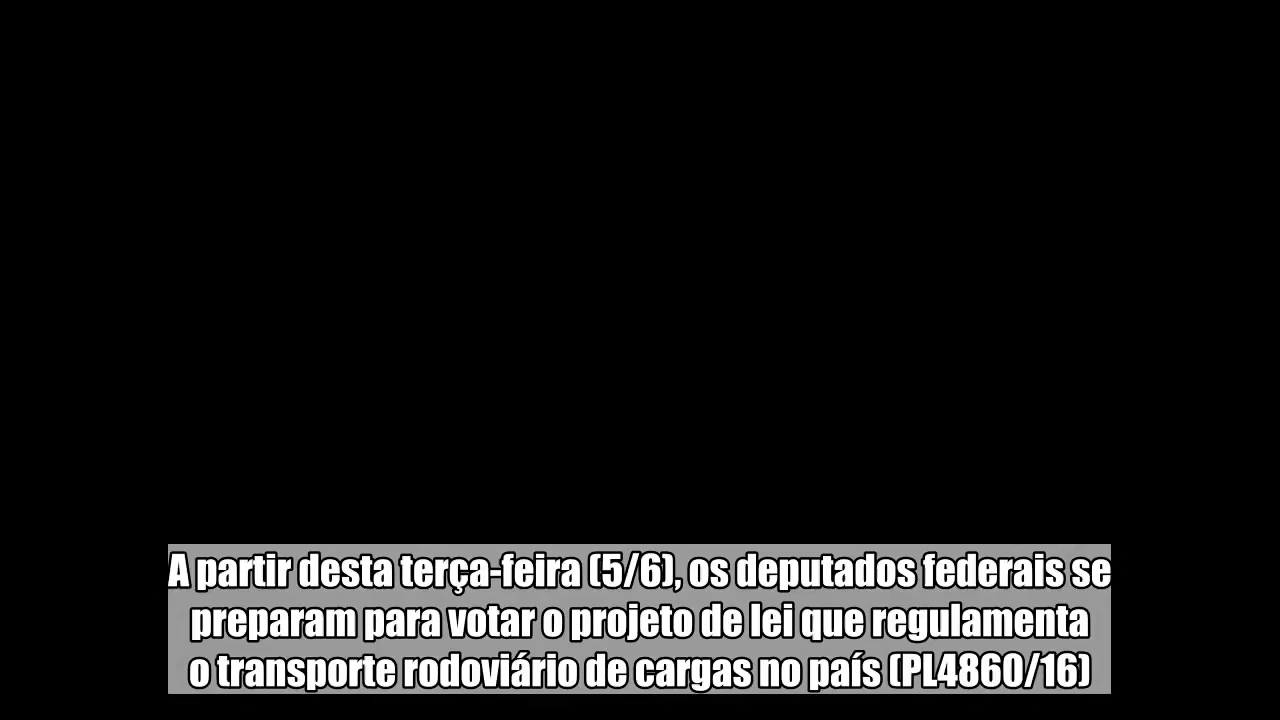 A partir desta terça-feira (5/6), os deputados federais se
preparam para votar o projeto de lei que regulamenta
o transporte rodoviário de cargas no país (PL4860/16)